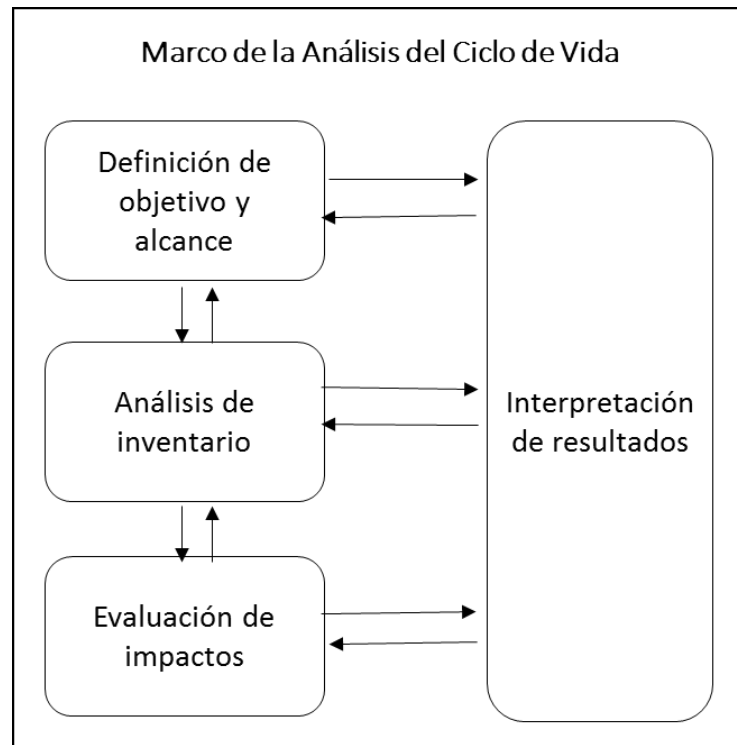 Marco de la Análisis del Ciclo de Vida
Definición de
objetivo y
alcance
Análisis de
inventario
Evaluación de
impactos
Interpretación
de resultados